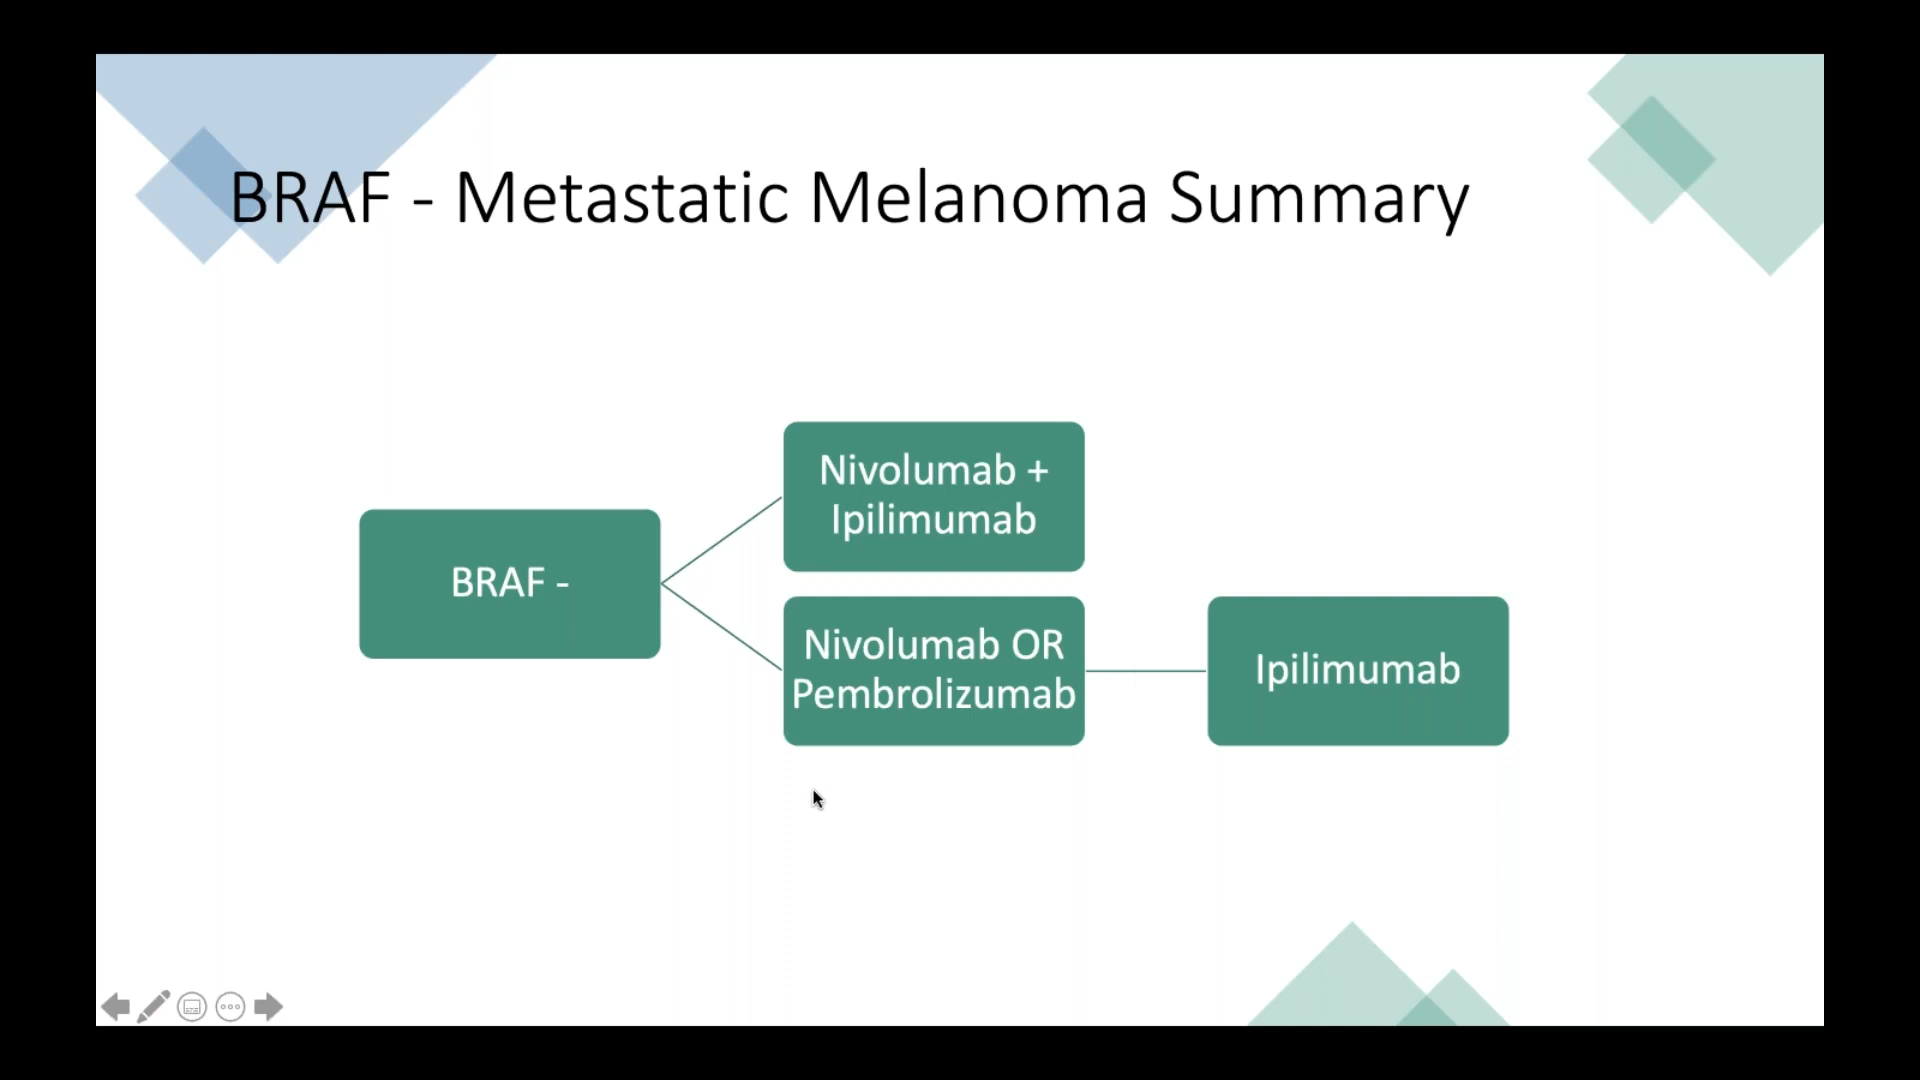 BRAF - Metastatic Melanoma Summary
BRAF -
Nivolumab +
Ipilimumab
Nivolumab OR
Pembrolizumab
Ipilimumab